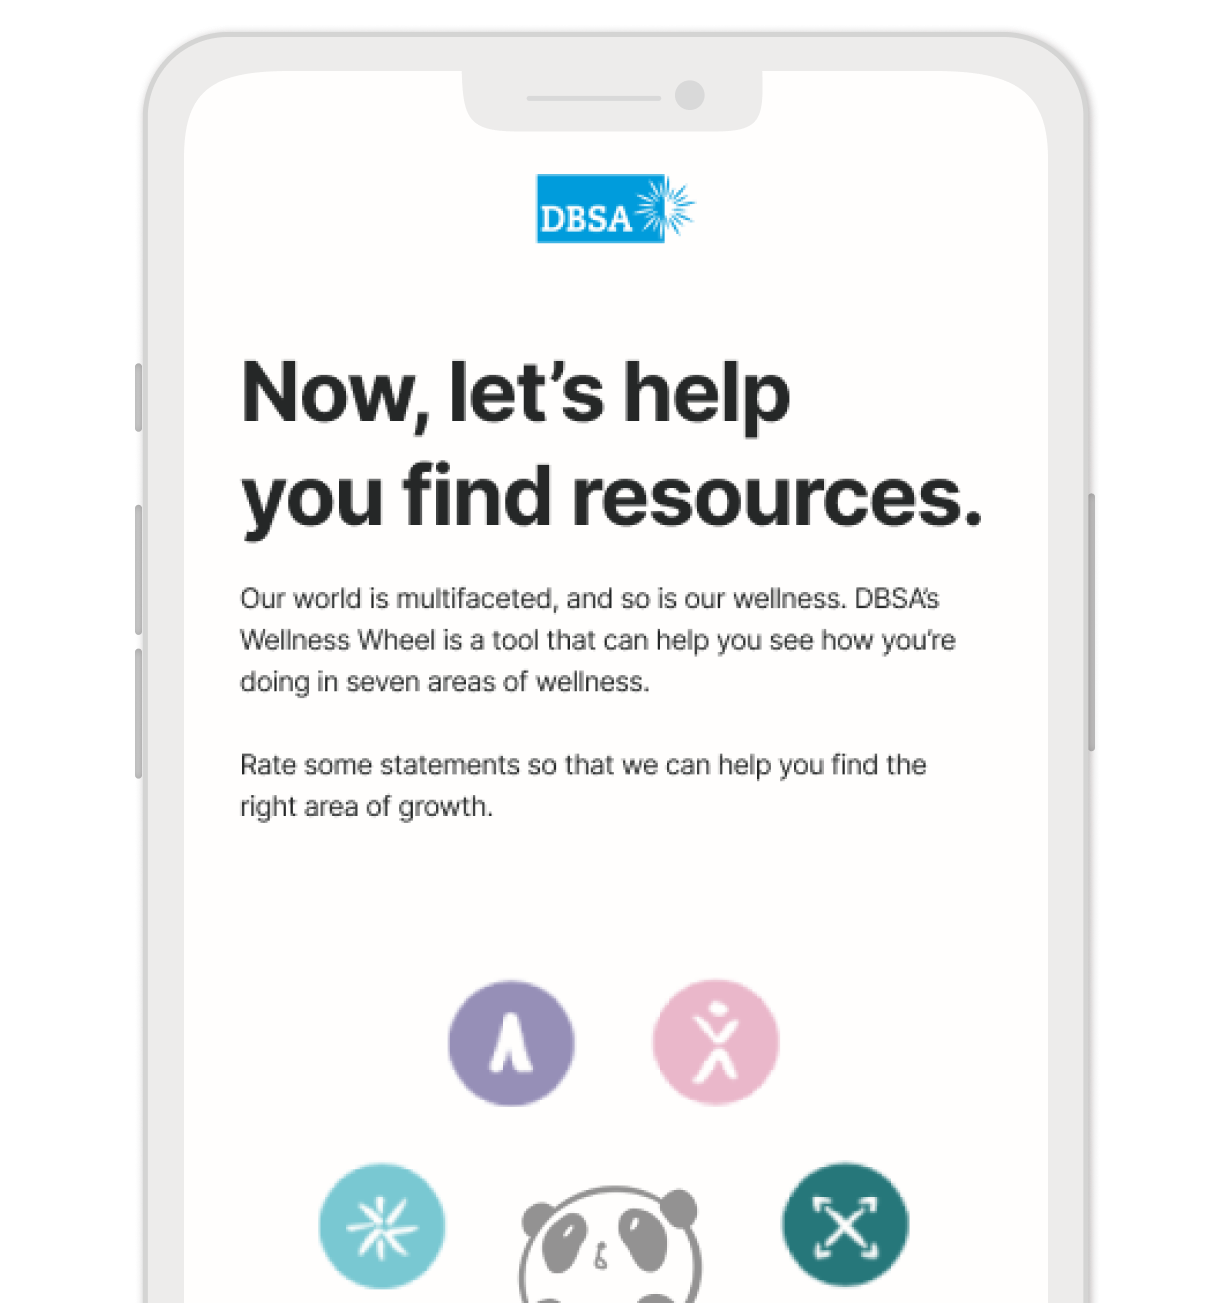 DBSA
Now, let’s help
you find resources.
Our world is multifaceted, and so is our wellness. DBSA’s
Wellness Wheel is a tool that can help you see how you’re
doing in seven areas of wellness.
Rate some statements so that we can help you find the
right area of growth.